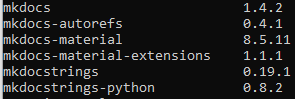 mkdocs 1.4.2
mkdocs-autorefs 0.4.1
mkdocs-material 8.5.11
mkdocs-material-extensions 1.1.1
mkdocstrings 0.19.1
mkdocstrings-python 0.8.2